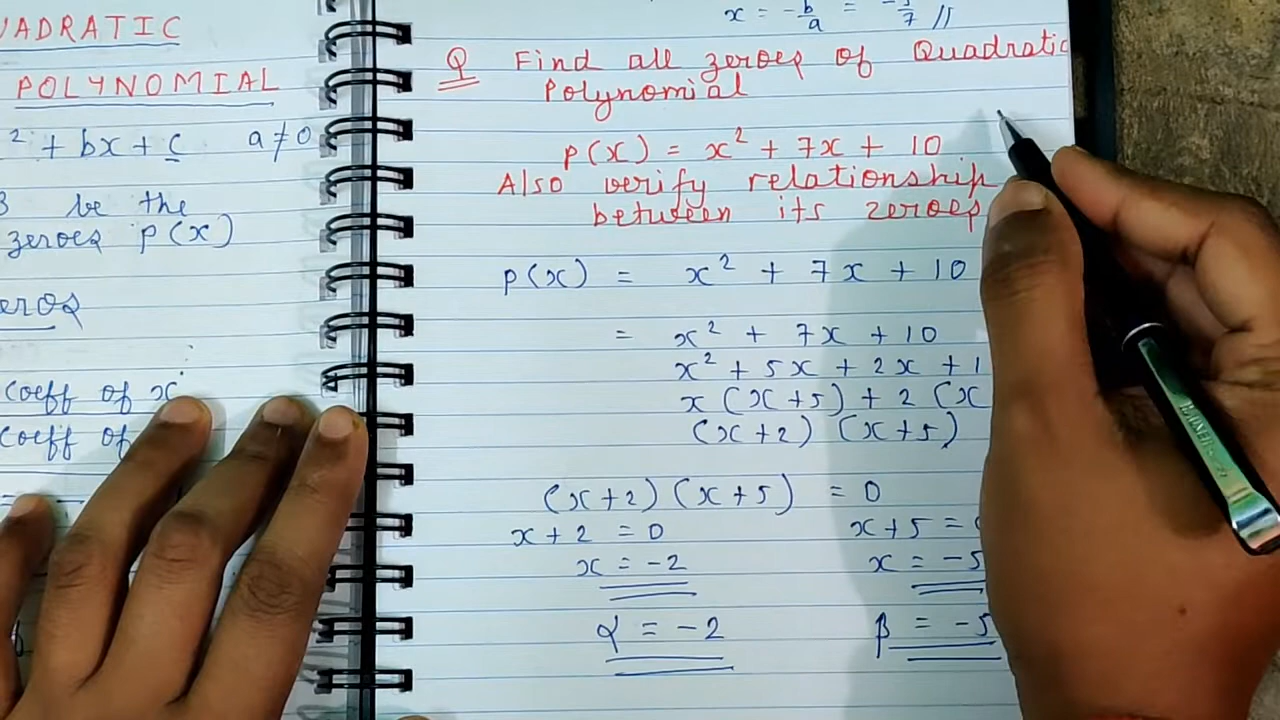 UADRATIC
POLYNOMIAL
² + bx + c a ≠ 0
be the
zeroes p(x)
eros
coeff of x
coeff of
x = -b/a = -5/7 //
Q Find all zeroes of Quadratic
Polynomial
p(x) = x² + 7x + 10
Also verify relationship
between its zeroes
p(x) = x² + 7x + 10
= x² + 7x + 10
x² + 5x + 2x + 1
x (x+5) + 2 (x
(x+2) (x+5)
(x+2) (x+5) = 0
x + 2 = 0 x + 5 =
x = -2 x = -5
α = -2 β = -5